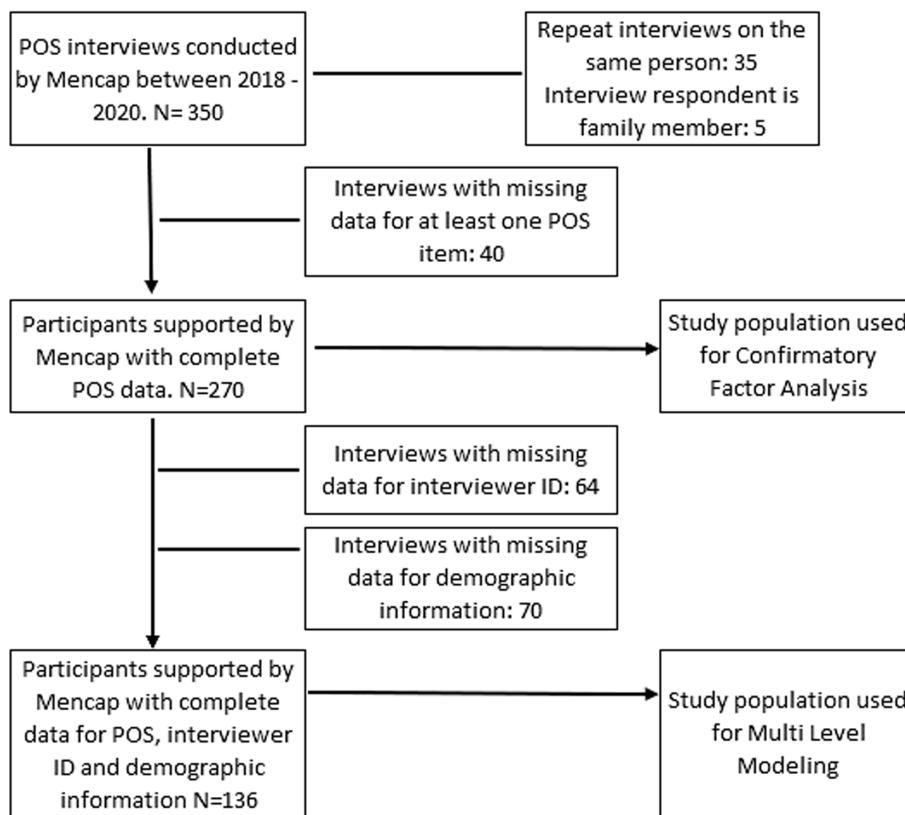 POS interviews conducted
by Mencap between 2018 -
2020. N= 350
Repeat interviews on the
same person: 35
Interview respondent is
family member: 5
Interviews with missing
data for at least one POS
item: 40
Participants supported by
Mencap with complete
POS data. N=270
Study population used
for Confirmatory
Factor Analysis
Interviews with missing
data for interviewer ID: 64
Interviews with missing
data for demographic
information: 70
Participants supported by
Mencap with complete
data for POS, interviewer
ID and demographic
information N=136
Study population used
for Multi Level
Modeling